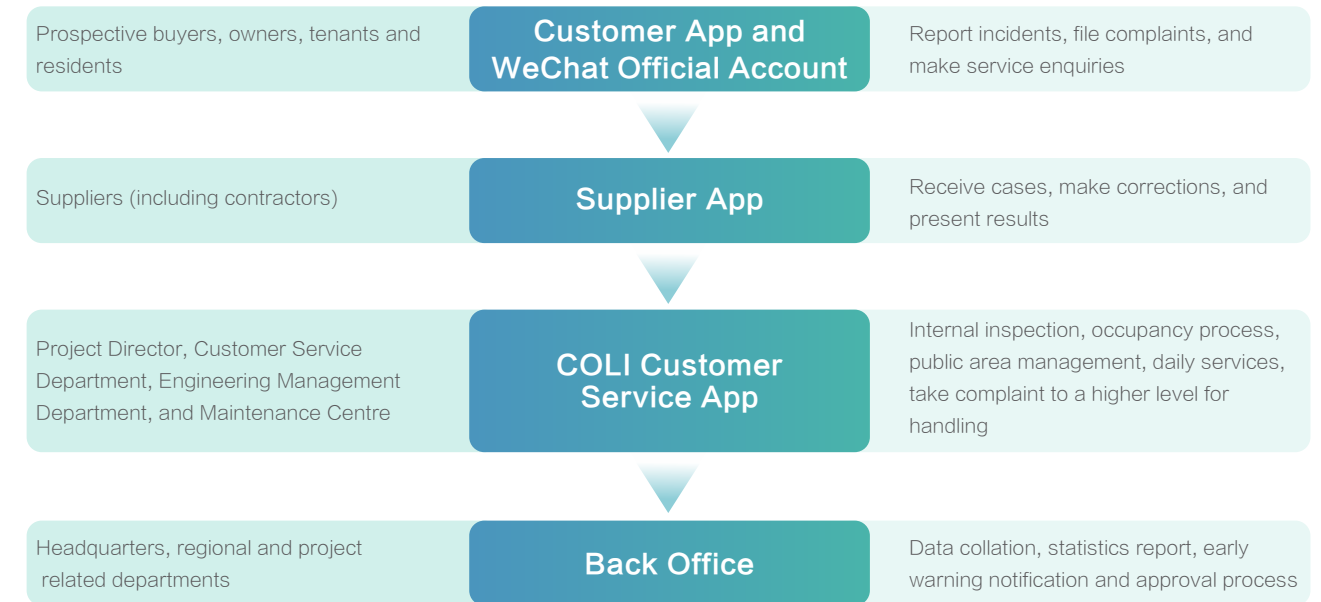 Prospective buyers, owners, tenants and
residents
Customer App and
WeChat Official Account
Report incidents, file complaints, and
make service enquiries
Suppliers (including contractors)
Supplier App
Receive cases, make corrections, and
present results
Project Director, Customer Service
Department, Engineering Management
Department, and Maintenance Centre
COLI Customer
Service App
Internal inspection, occupancy process,
public area management, daily services,
take complaint to a higher level for
handling
Headquarters, regional and project
related departments
Back Office
Data collation, statistics report, early
warning notification and approval process